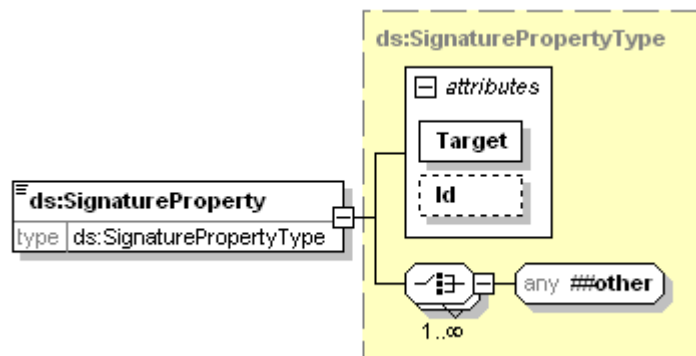 ds:SignaturePropertyType
attributes
Target
Id
ds:SignatureProperty
type ds:SignaturePropertyType
any ##other
1..∞